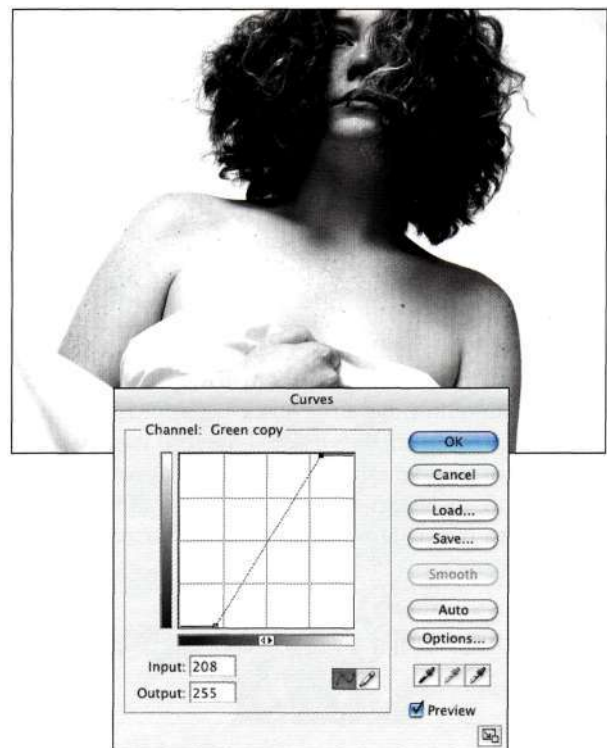 Curves
Channel: Green copy
OK
Cancel
Load...
Save...
Smooth
Auto
Options...
Input: 208
Output: 255
Preview